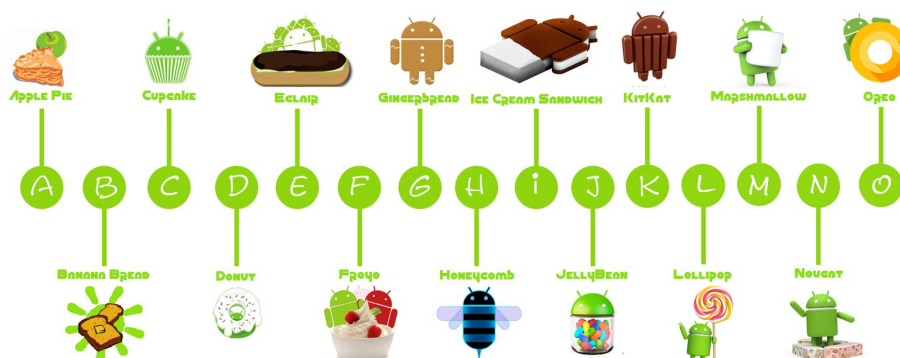 Apple Pie
Cupcake
Eclair
Gingerbread
Ice Cream Sandwich
KitKat
Marshmallow
Oreo
A B C D E F G H i J K L M N O
Banana Bread
Donut
Froyo
Honeycomb
JellyBean
Lollipop
Nougat